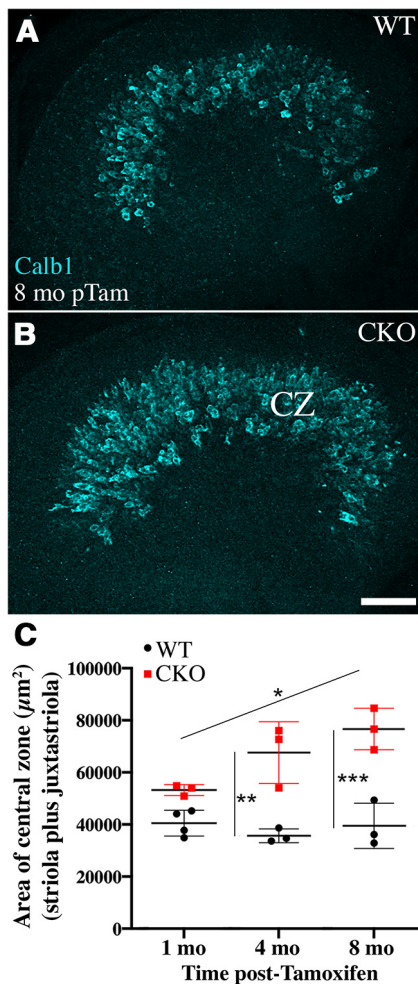 A
WT
Calb1
8 mo pTam
B
CKO
CZ
C
WT
CKO
100000
80000
60000
40000
20000
0
Area of central zone (µm²)
(striola plus juxtastriola)
*
**
***
1 mo 4 mo 8 mo
Time post-Tamoxifen